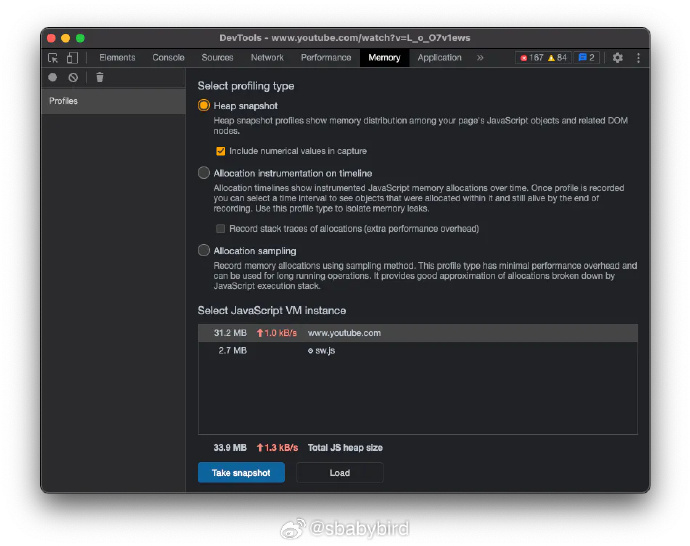 DevTools - www.youtube.com/watch?v=L_o_O7v1ews
Elements Console Sources Network Performance Memory Application » 167 84 2
Profiles
Select profiling type
Heap snapshot
Heap snapshot profiles show memory distribution among your page's JavaScript objects and related DOM
nodes.
Include numerical values in capture
Allocation instrumentation on timeline
Allocation timelines show instrumented JavaScript memory allocations over time. Once profile is recorded
you can select a time interval to see objects that were allocated within it and still alive by the end of
recording. Use this profile type to isolate memory leaks.
Record stack traces of allocations (extra performance overhead)
Allocation sampling
Record memory allocations using sampling method. This profile type has minimal performance overhead and
can be used for long running operations. It provides good approximation of allocations broken down by
JavaScript execution stack.
Select JavaScript VM instance
31.2 MB 1.0 kB/s www.youtube.com
2.7 MB sw.js
33.9 MB 1.3 kB/s Total JS heap size
Take snapshot Load
@sbabybird